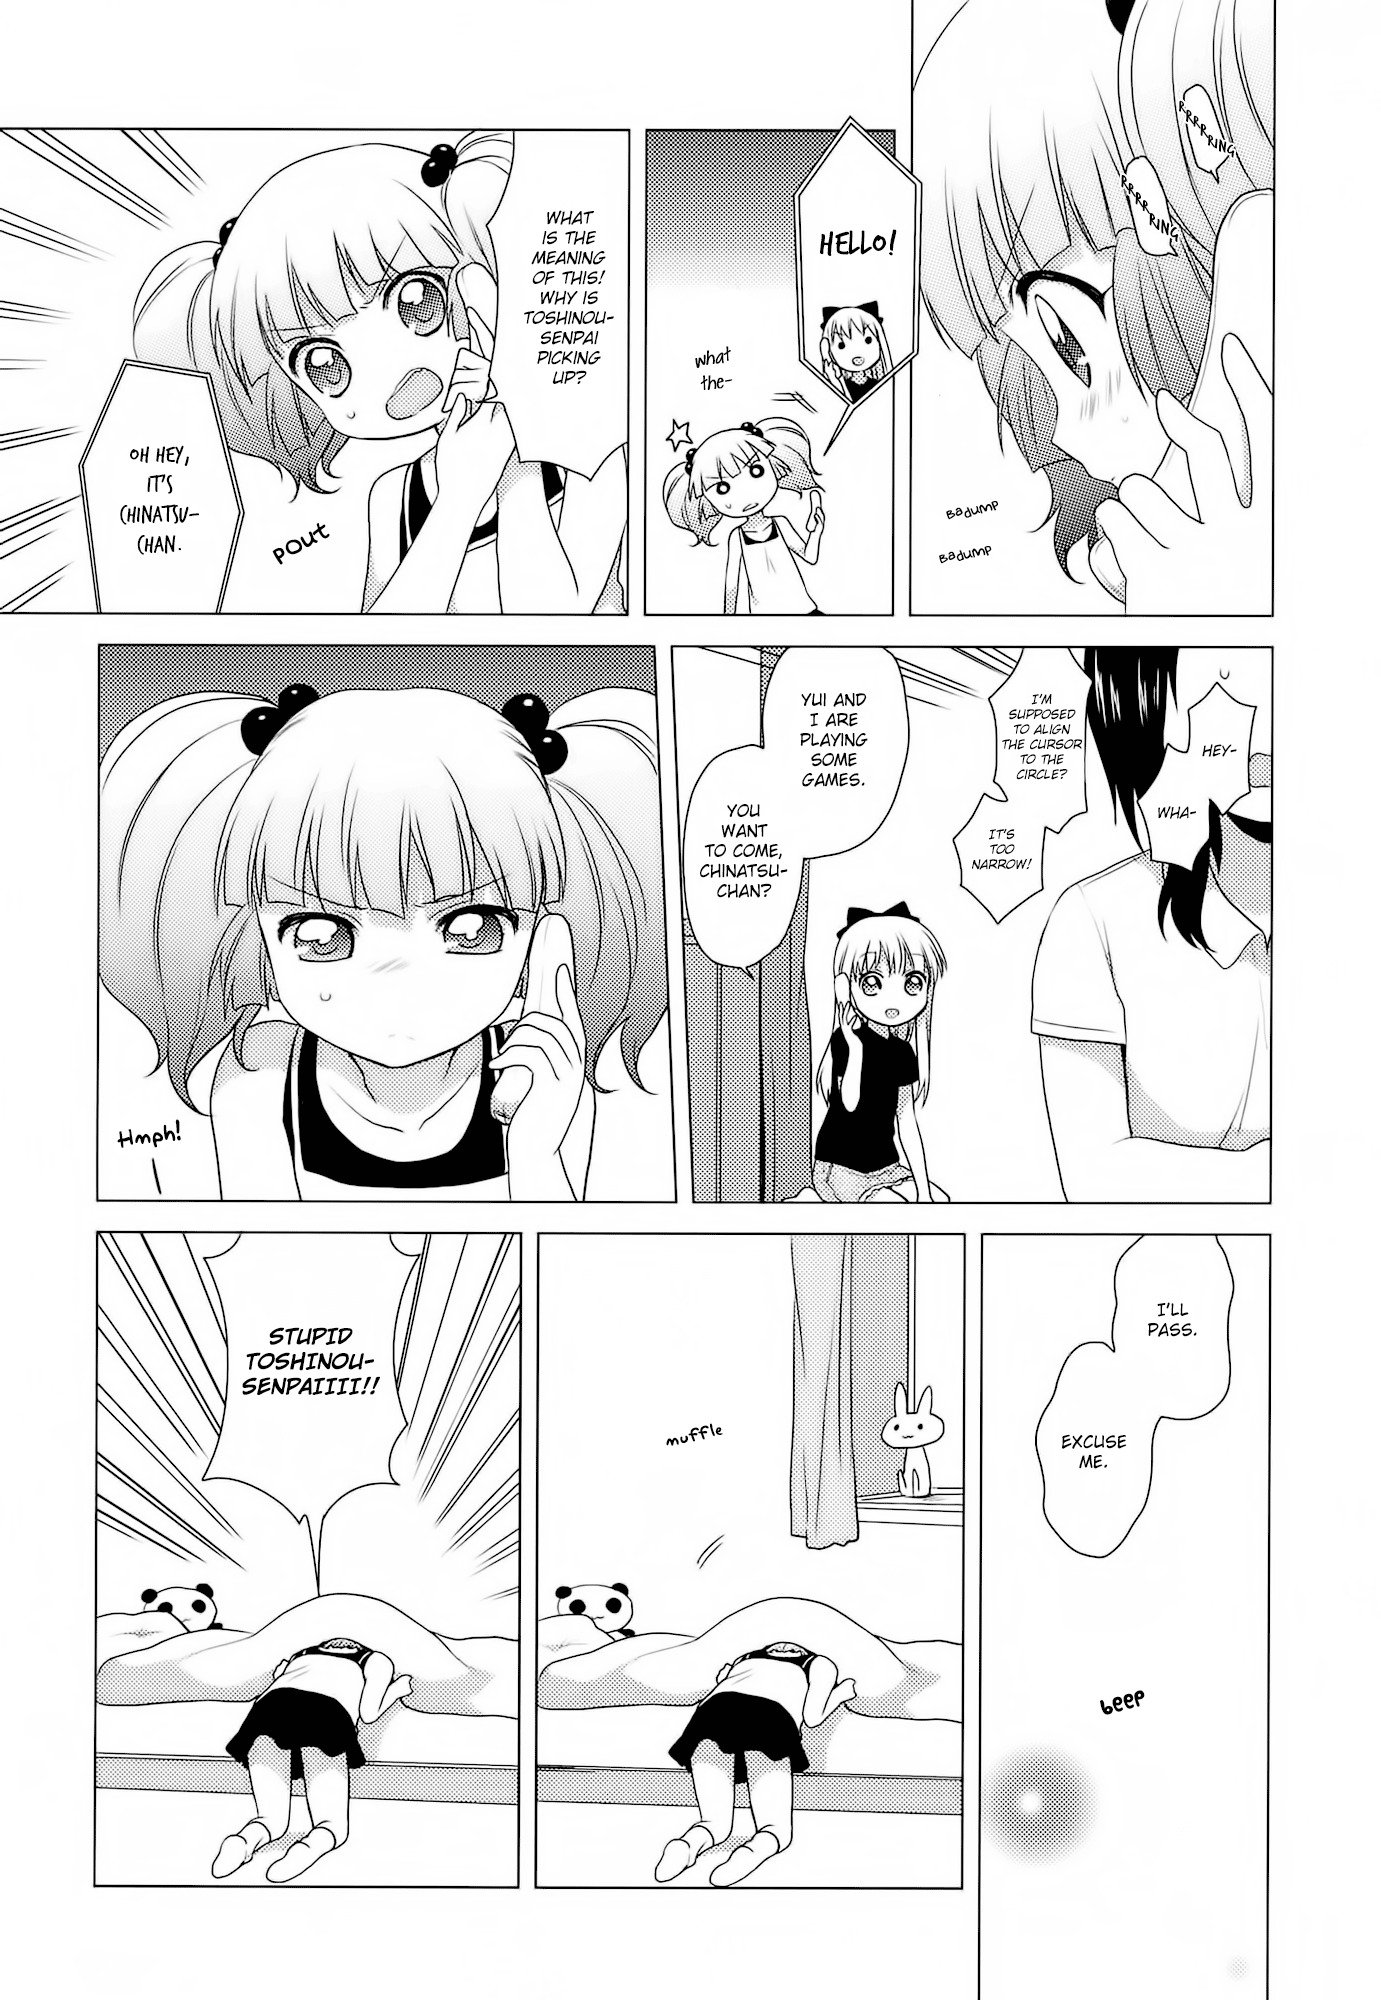 RRRRRING
RRRRRING
BADUMP
BADUMP
HELLO!
what
the-
WHAT
IS THE
MEANING
OF THIS!
WHY IS
TOSHINOU-
SENPAI
PICKING
UP?
POUT
OH HEY,
IT'S
CHINATSU-
CHAN.
HEY-
WHA-
I'M
SUPPOSED
TO ALIGN
THE CURSOR
TO THE
CIRCLE?
IT'S
TOO
NARROW!
YUI AND
I ARE
PLAYING
SOME
GAMES.
YOU
WANT
TO COME,
CHINATSU-
CHAN?
Hmph!
I'LL
PASS.
EXCUSE
ME.
beep
muffle
STUPID
TOSHINOU-
SENPAIIII!!